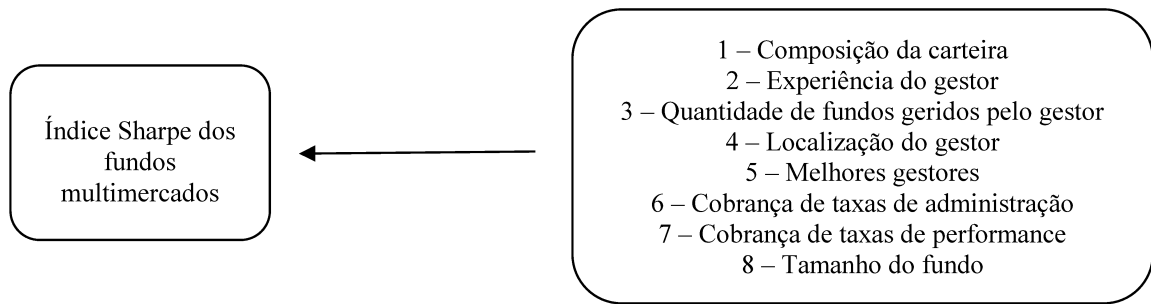 Índice Sharpe dos
fundos
multimercados
1 – Composição da carteira
2 – Experiência do gestor
3 – Quantidade de fundos geridos pelo gestor
4 – Localização do gestor
5 – Melhores gestores
6 – Cobrança de taxas de administração
7 – Cobrança de taxas de performance
8 – Tamanho do fundo